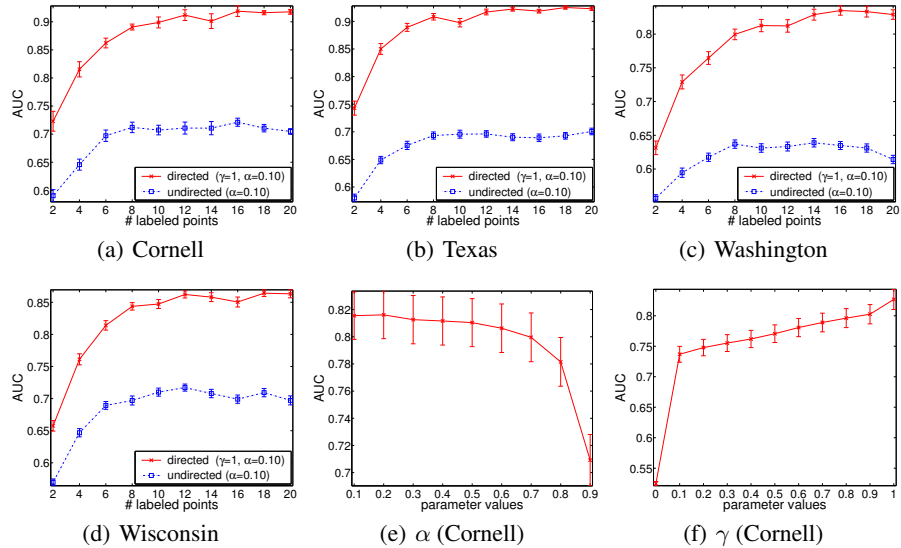 0.9
0.85
0.8
0.75
0.7
0.65
0.6
AUC
2 4 6 8 10 12 14 16 18 20
# labeled points
directed (γ=1, α=0.10)
undirected (α=0.10)
(a) Cornell
0.9
0.85
0.8
0.75
0.7
0.65
0.6
AUC
2 4 6 8 10 12 14 16 18 20
# labeled points
directed (γ=1, α=0.10)
undirected (α=0.10)
(b) Texas
0.8
0.75
0.7
0.65
0.6
AUC
2 4 6 8 10 12 14 16 18 20
# labeled points
directed (γ=1, α=0.10)
undirected (α=0.10)
(c) Washington
0.85
0.8
0.75
0.7
0.65
0.6
AUC
2 4 6 8 10 12 14 16 18 20
# labeled points
directed (γ=1, α=0.10)
undirected (α=0.10)
(d) Wisconsin
0.82
0.8
0.78
0.76
0.74
0.72
0.7
AUC
0.1 0.2 0.3 0.4 0.5 0.6 0.7 0.8 0.9
parameter values
(e) α (Cornell)
0.8
0.75
0.7
0.65
0.6
0.55
AUC
0 0.1 0.2 0.3 0.4 0.5 0.6 0.7 0.8 0.9 1
parameter values
(f) γ (Cornell)